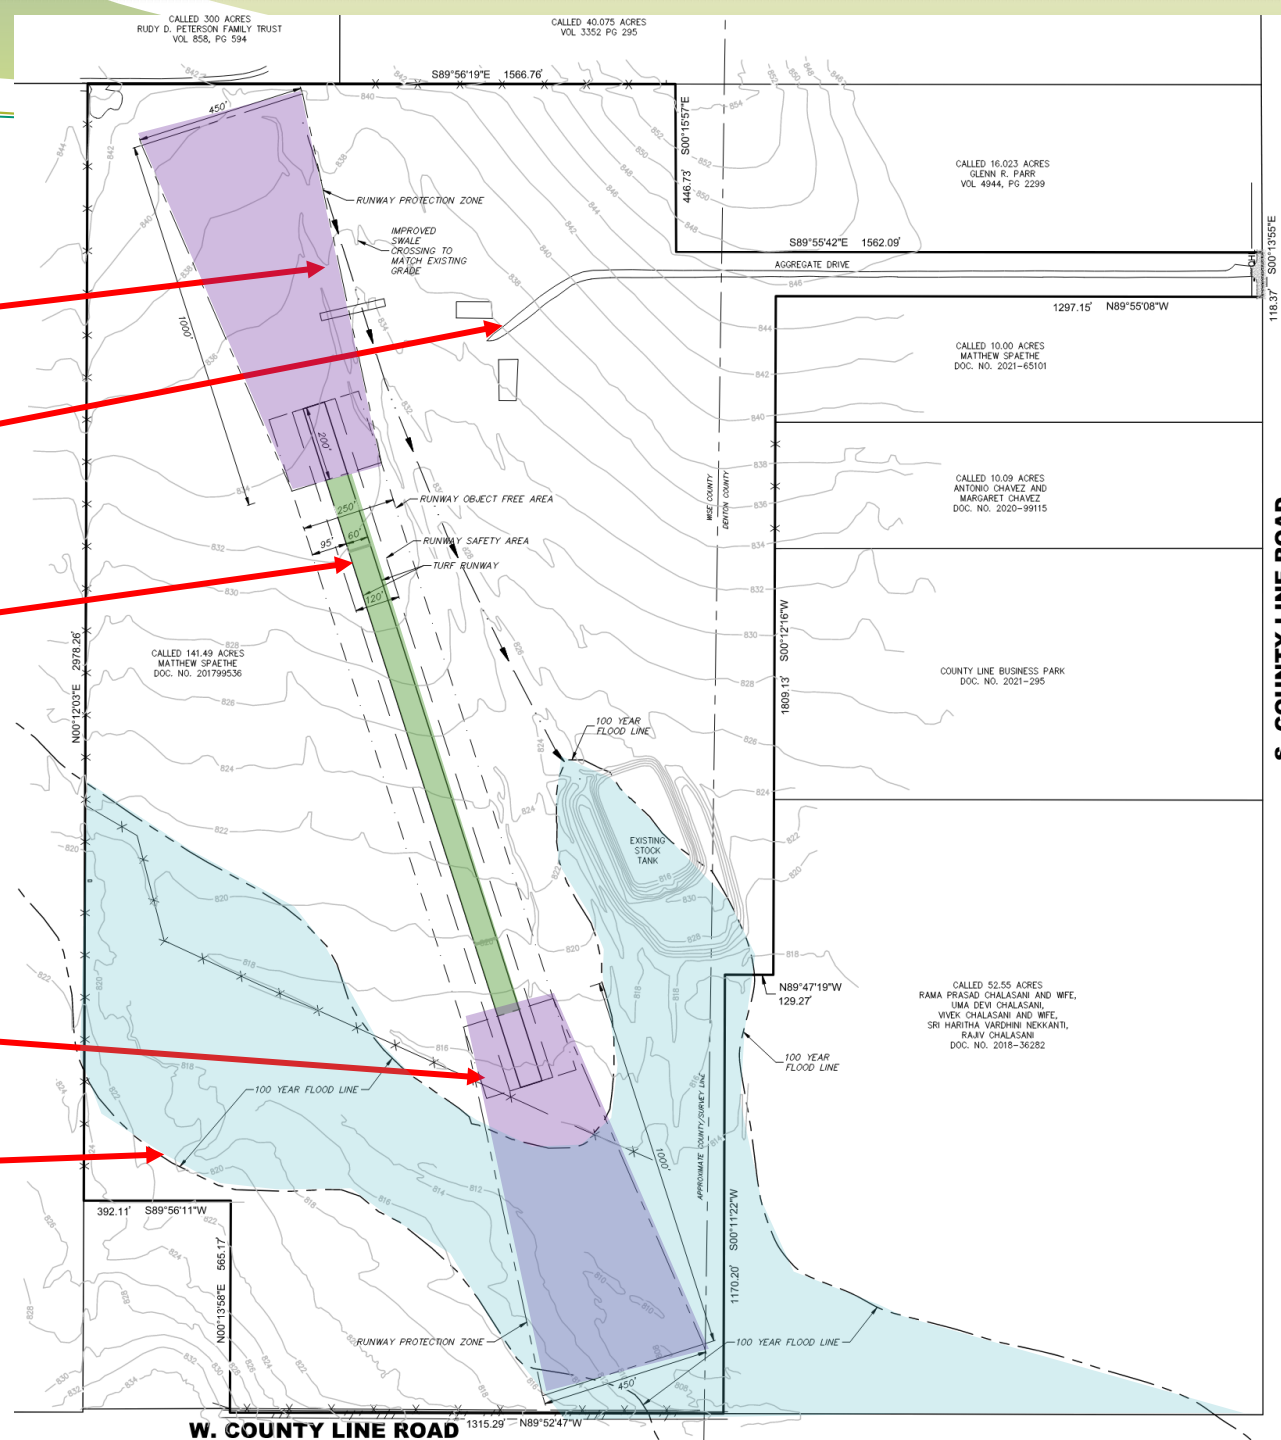 CALLED 300 ACRES
RUDY D. PETERSON FAMILY TRUST
VOL 858, PG 594
CALLED 40.075 ACRES
VOL 3352 PG 295
S89°56'19"E 1566.76'
450'
S00°15'57"E
446.73'
CALLED 16.023 ACRES
GLENN R. PARR
VOL 4944, PG 2299
RUNWAY PROTECTION ZONE
IMPROVED
SWALE
CROSSING TO
MATCH EXISTING
GRADE
S89°55'42"E 1562.09'
AGGREGATE DRIVE
118.37' S00°13'55"E
1297.15' N89°55'08"W
1000'
CALLED 10.00 ACRES
MATTHEW SPAETHE
DOC. NO. 2021-65101
200'
CALLED 10.09 ACRES
ANTONIO CHAVEZ AND
MARGARET CHAVEZ
DOC. NO. 2020-99115
WISE COUNTY
DENTON COUNTY
RUNWAY OBJECT FREE AREA
250'
60'
95'
RUNWAY SAFETY AREA
TURF RUNWAY
120'
S. COUNTY LINE ROAD
N00°12'03"E 2978.26'
CALLED 141.49 ACRES
MATTHEW SPAETHE
DOC. NO. 201799536
1809.13' S00°12'16"W
COUNTY LINE BUSINESS PARK
DOC. NO. 2021-295
100 YEAR
FLOOD LINE
EXISTING
STOCK
TANK
N89°47'19"W
129.27'
CALLED 52.55 ACRES
RAMA PRASAD CHALASANI AND WIFE,
UMA DEVI CHALASANI,
VIVEK CHALASANI AND WIFE,
SRI HARITHA VARDHINI NEKKANTI,
RAJIV CHALASANI
DOC. NO. 2018-36282
100 YEAR
FLOOD LINE
100 YEAR FLOOD LINE
APPROXIMATE COUNTY/SURVEY LINE
1000'
392.11' S89°56'11"W
N00°13'58"E 565.17'
1170.20' S00°11'22"W
RUNWAY PROTECTION ZONE
100 YEAR FLOOD LINE
450'
1315.29' N89°52'47"W
W. COUNTY LINE ROAD